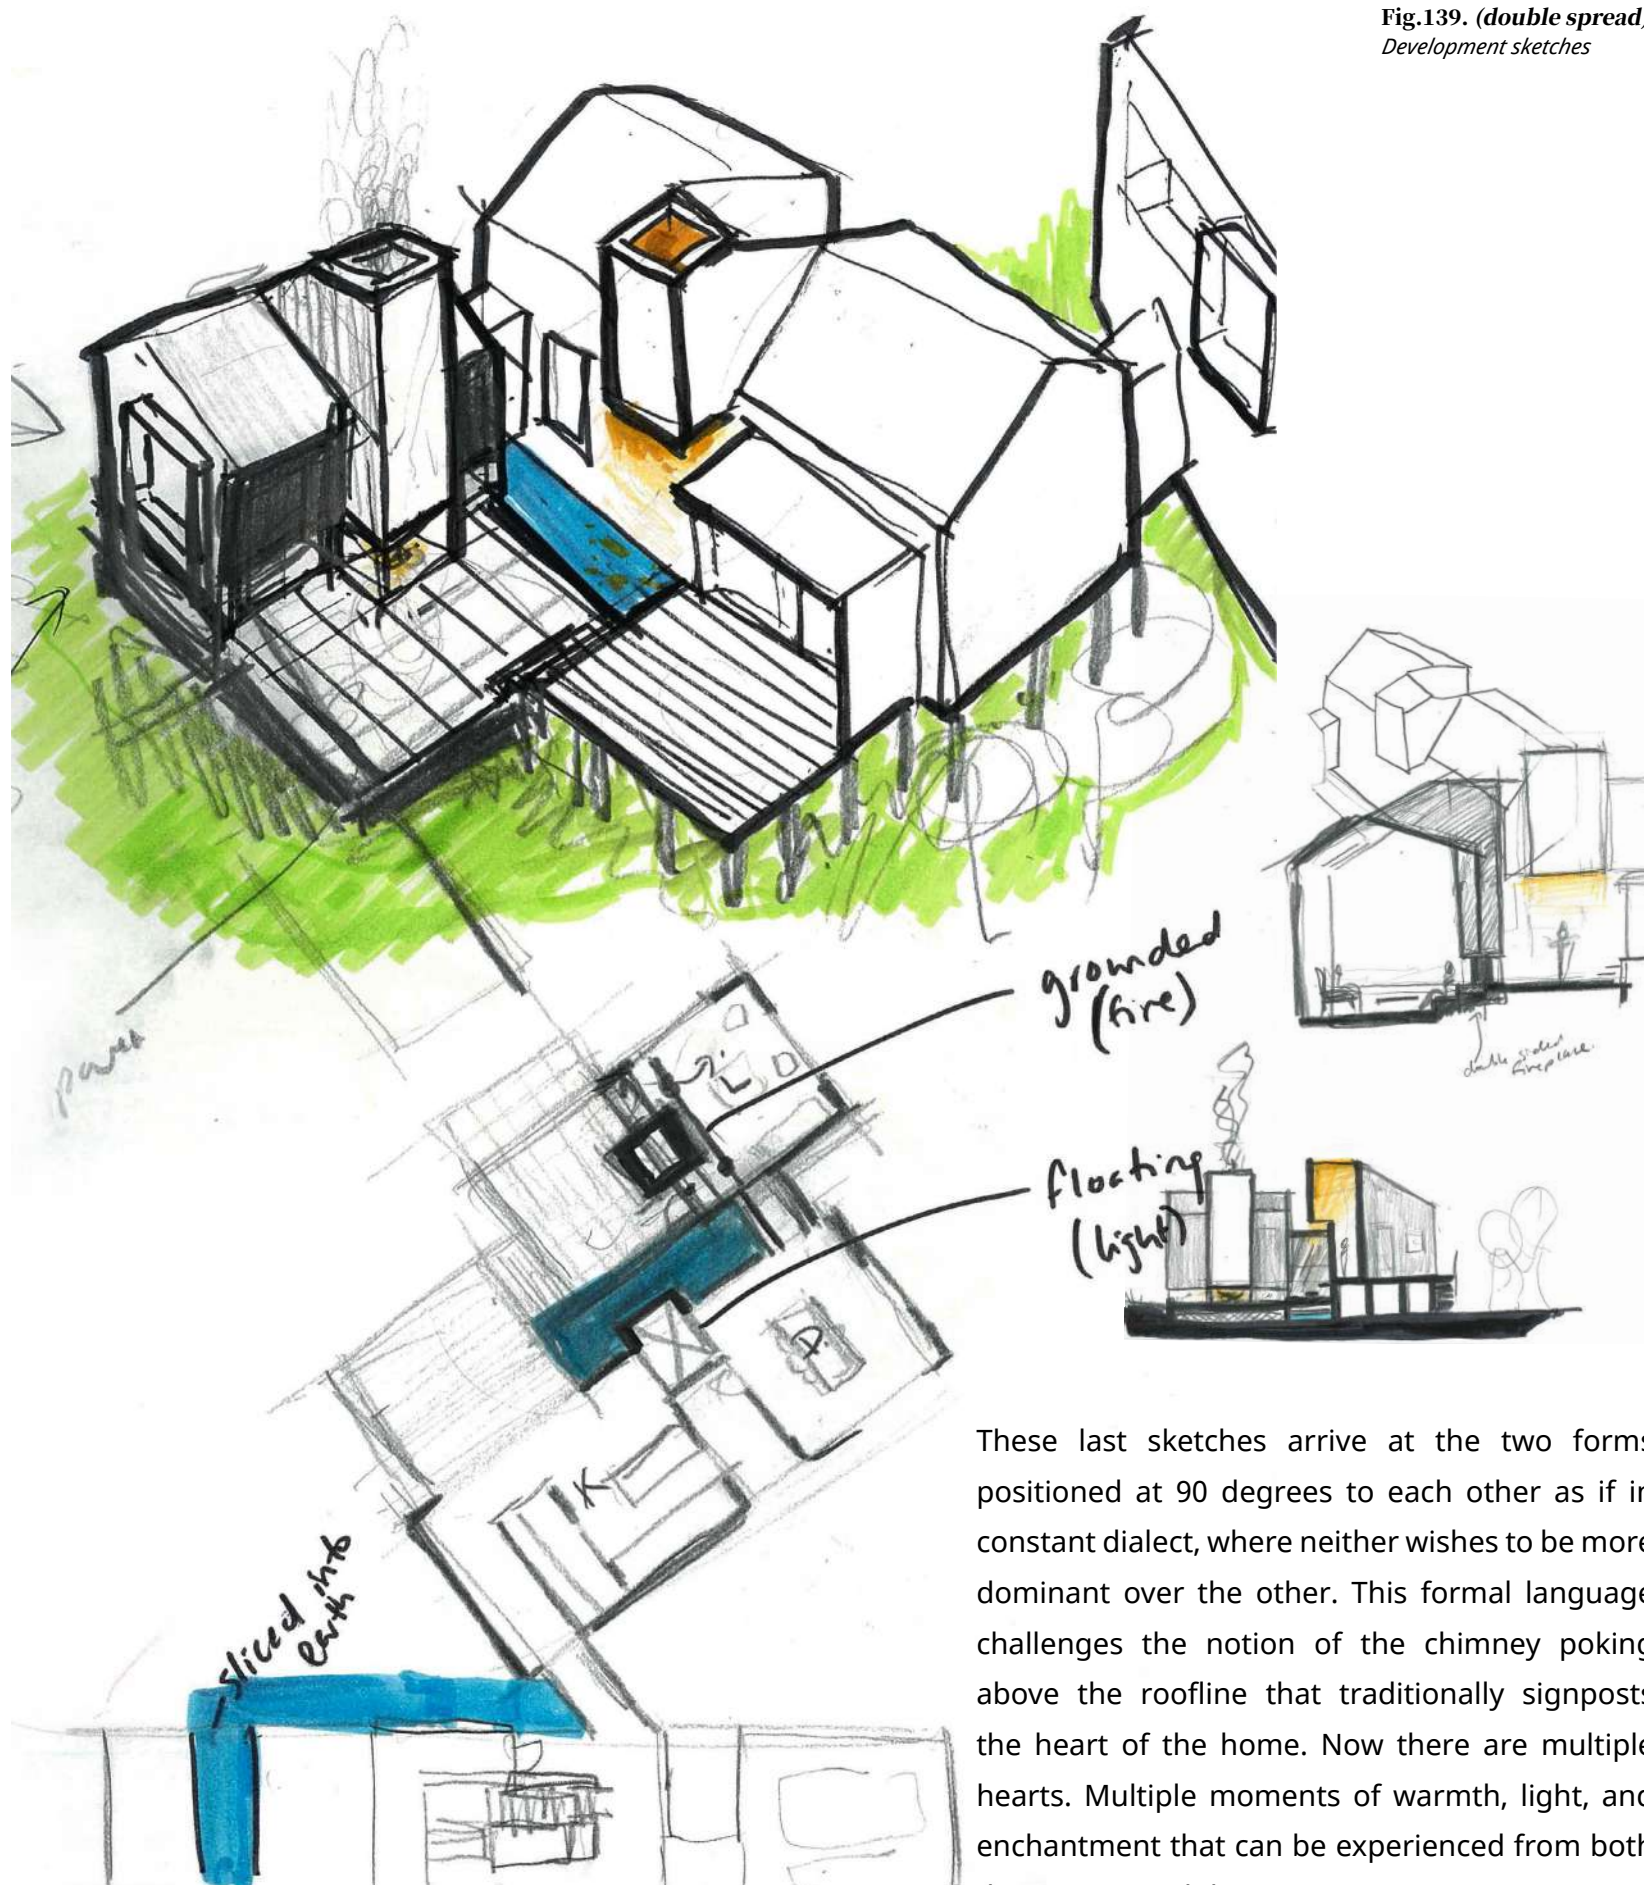 Fig.139. (double spread)
Development sketches
grounded
(fire)
double sided
fireplace.
floating
(light)
L
D
K
sliced into
earth
These last sketches arrive at the two forms
positioned at 90 degrees to each other as if in
constant dialect, where neither wishes to be more
dominant over the other. This formal language
challenges the notion of the chimney poking
above the roofline that traditionally signposts
the heart of the home. Now there are multiple
hearts. Multiple moments of warmth, light, and
enchantment that can be experienced from both